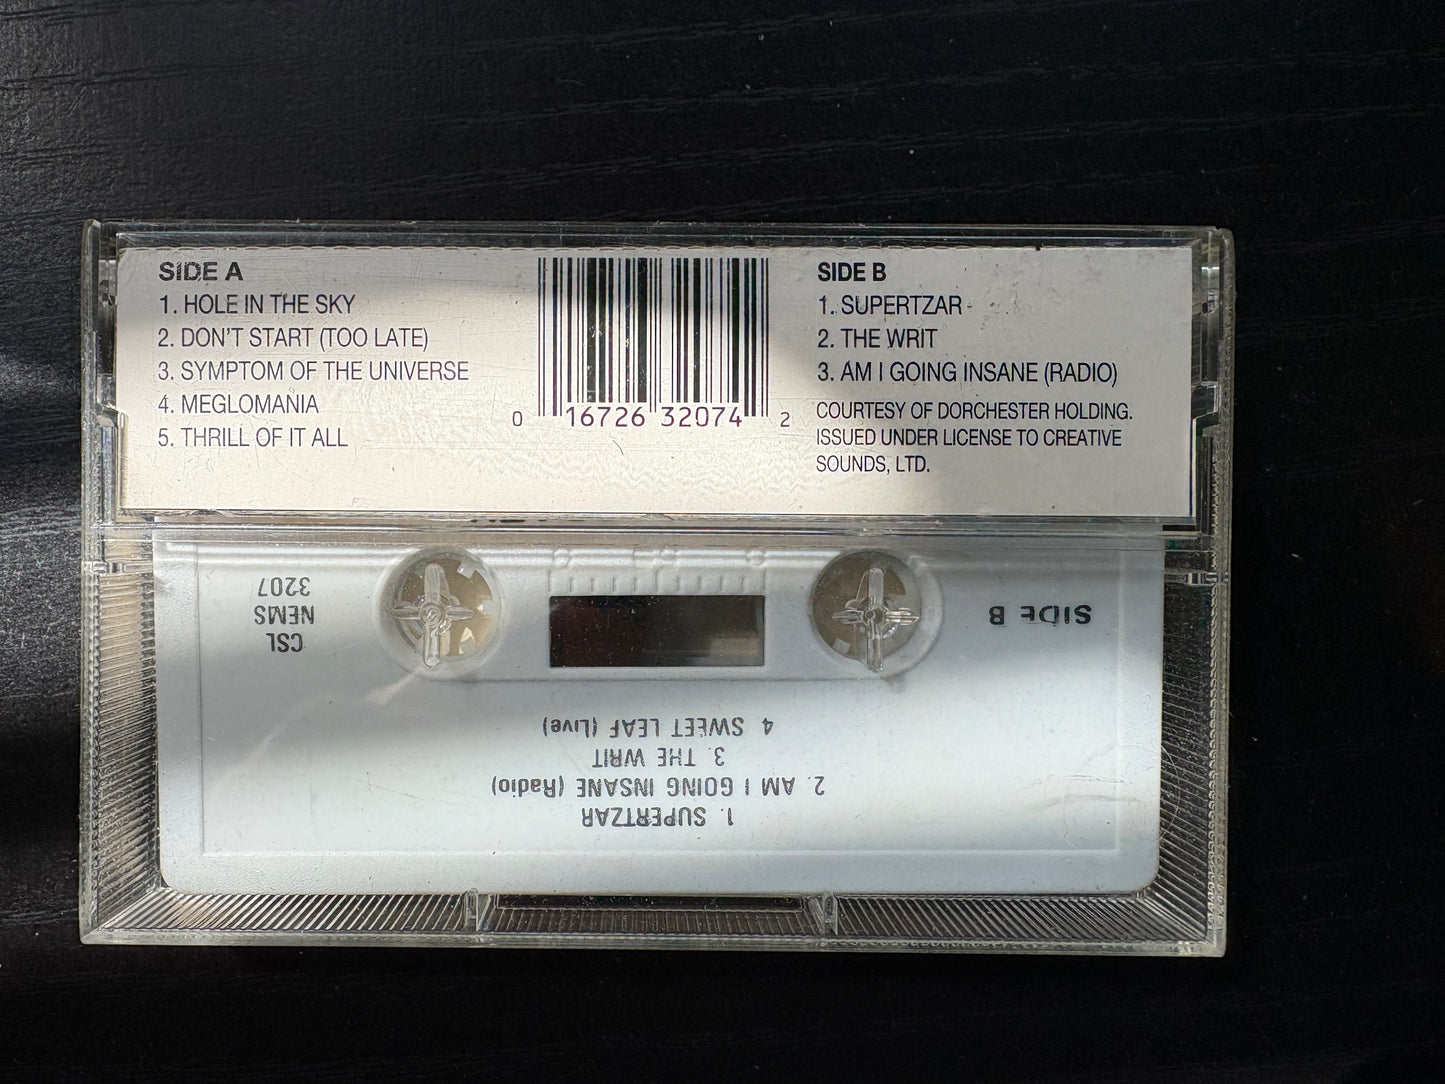 SIDE A
1. HOLE IN THE SKY
2. DON'T START (TOO LATE)
3. SYMPTOM OF THE UNIVERSE
4. MEGLOMANIA
5. THRILL OF IT ALL
0 16726 32074 2
SIDE B
1. SUPERTZAR
2. THE WRIT
3. AM I GOING INSANE (RADIO)
COURTESY OF DORCHESTER HOLDING.
ISSUED UNDER LICENSE TO CREATIVE
SOUNDS, LTD.
SIDE B
CSL
NEMS
3207
1. SUPERTZAR
2. AM I GOING INSANE (Radio)
3. THE WRIT
4. SWEET LEAF (Live)